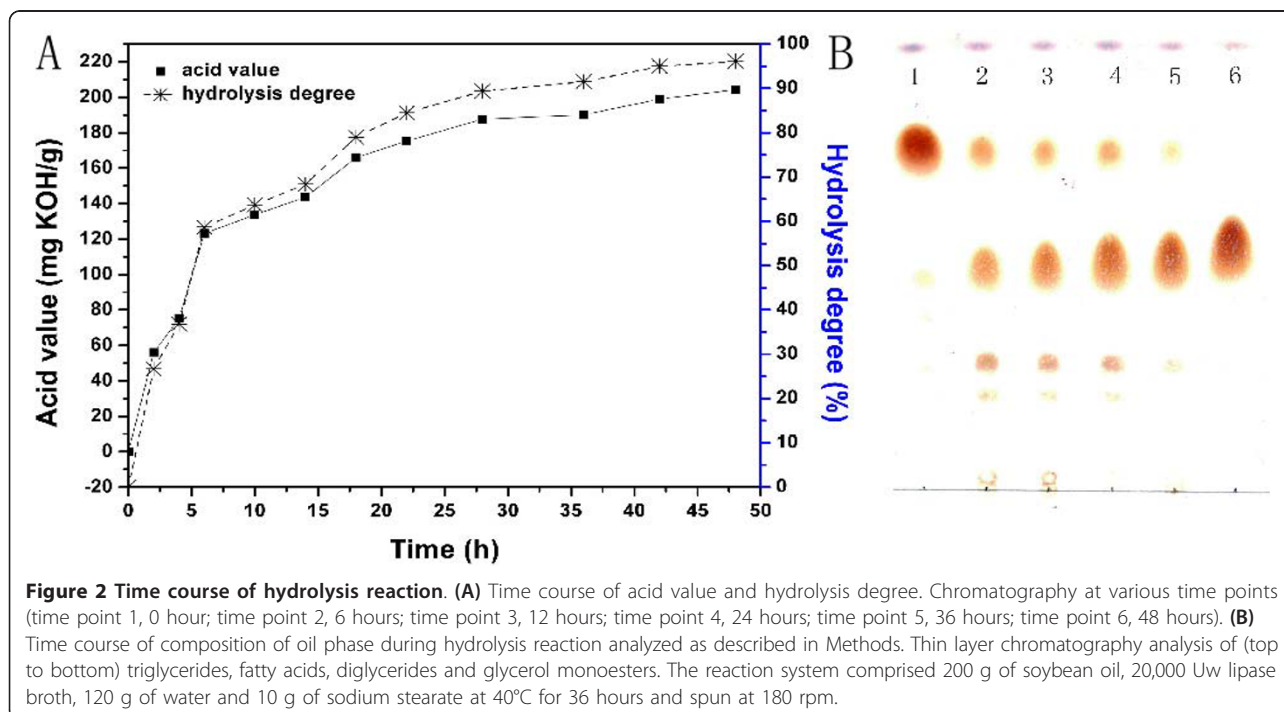 A
220
200
180
160
140
120
100
80
60
40
20
0
-20
Acid value (mg KOH/g)
acid value
hydrolysis degree
0 5 10 15 20 25 30 35 40 45 50
Time (h)
100
90
80
70
60
50
40
30
20
10
0
Hydrolysis degree (%)
B
1 2 3 4 5 6
Figure 2 Time course of hydrolysis reaction. (A) Time course of acid value and hydrolysis degree. Chromatography at various time points
(time point 1, 0 hour; time point 2, 6 hours; time point 3, 12 hours; time point 4, 24 hours; time point 5, 36 hours; time point 6, 48 hours). (B)
Time course of composition of oil phase during hydrolysis reaction analyzed as described in Methods. Thin layer chromatography analysis of (top
to bottom) triglycerides, fatty acids, diglycerides and glycerol monoesters. The reaction system comprised 200 g of soybean oil, 20,000 Uw lipase
broth, 120 g of water and 10 g of sodium stearate at 40°C for 36 hours and spun at 180 rpm.